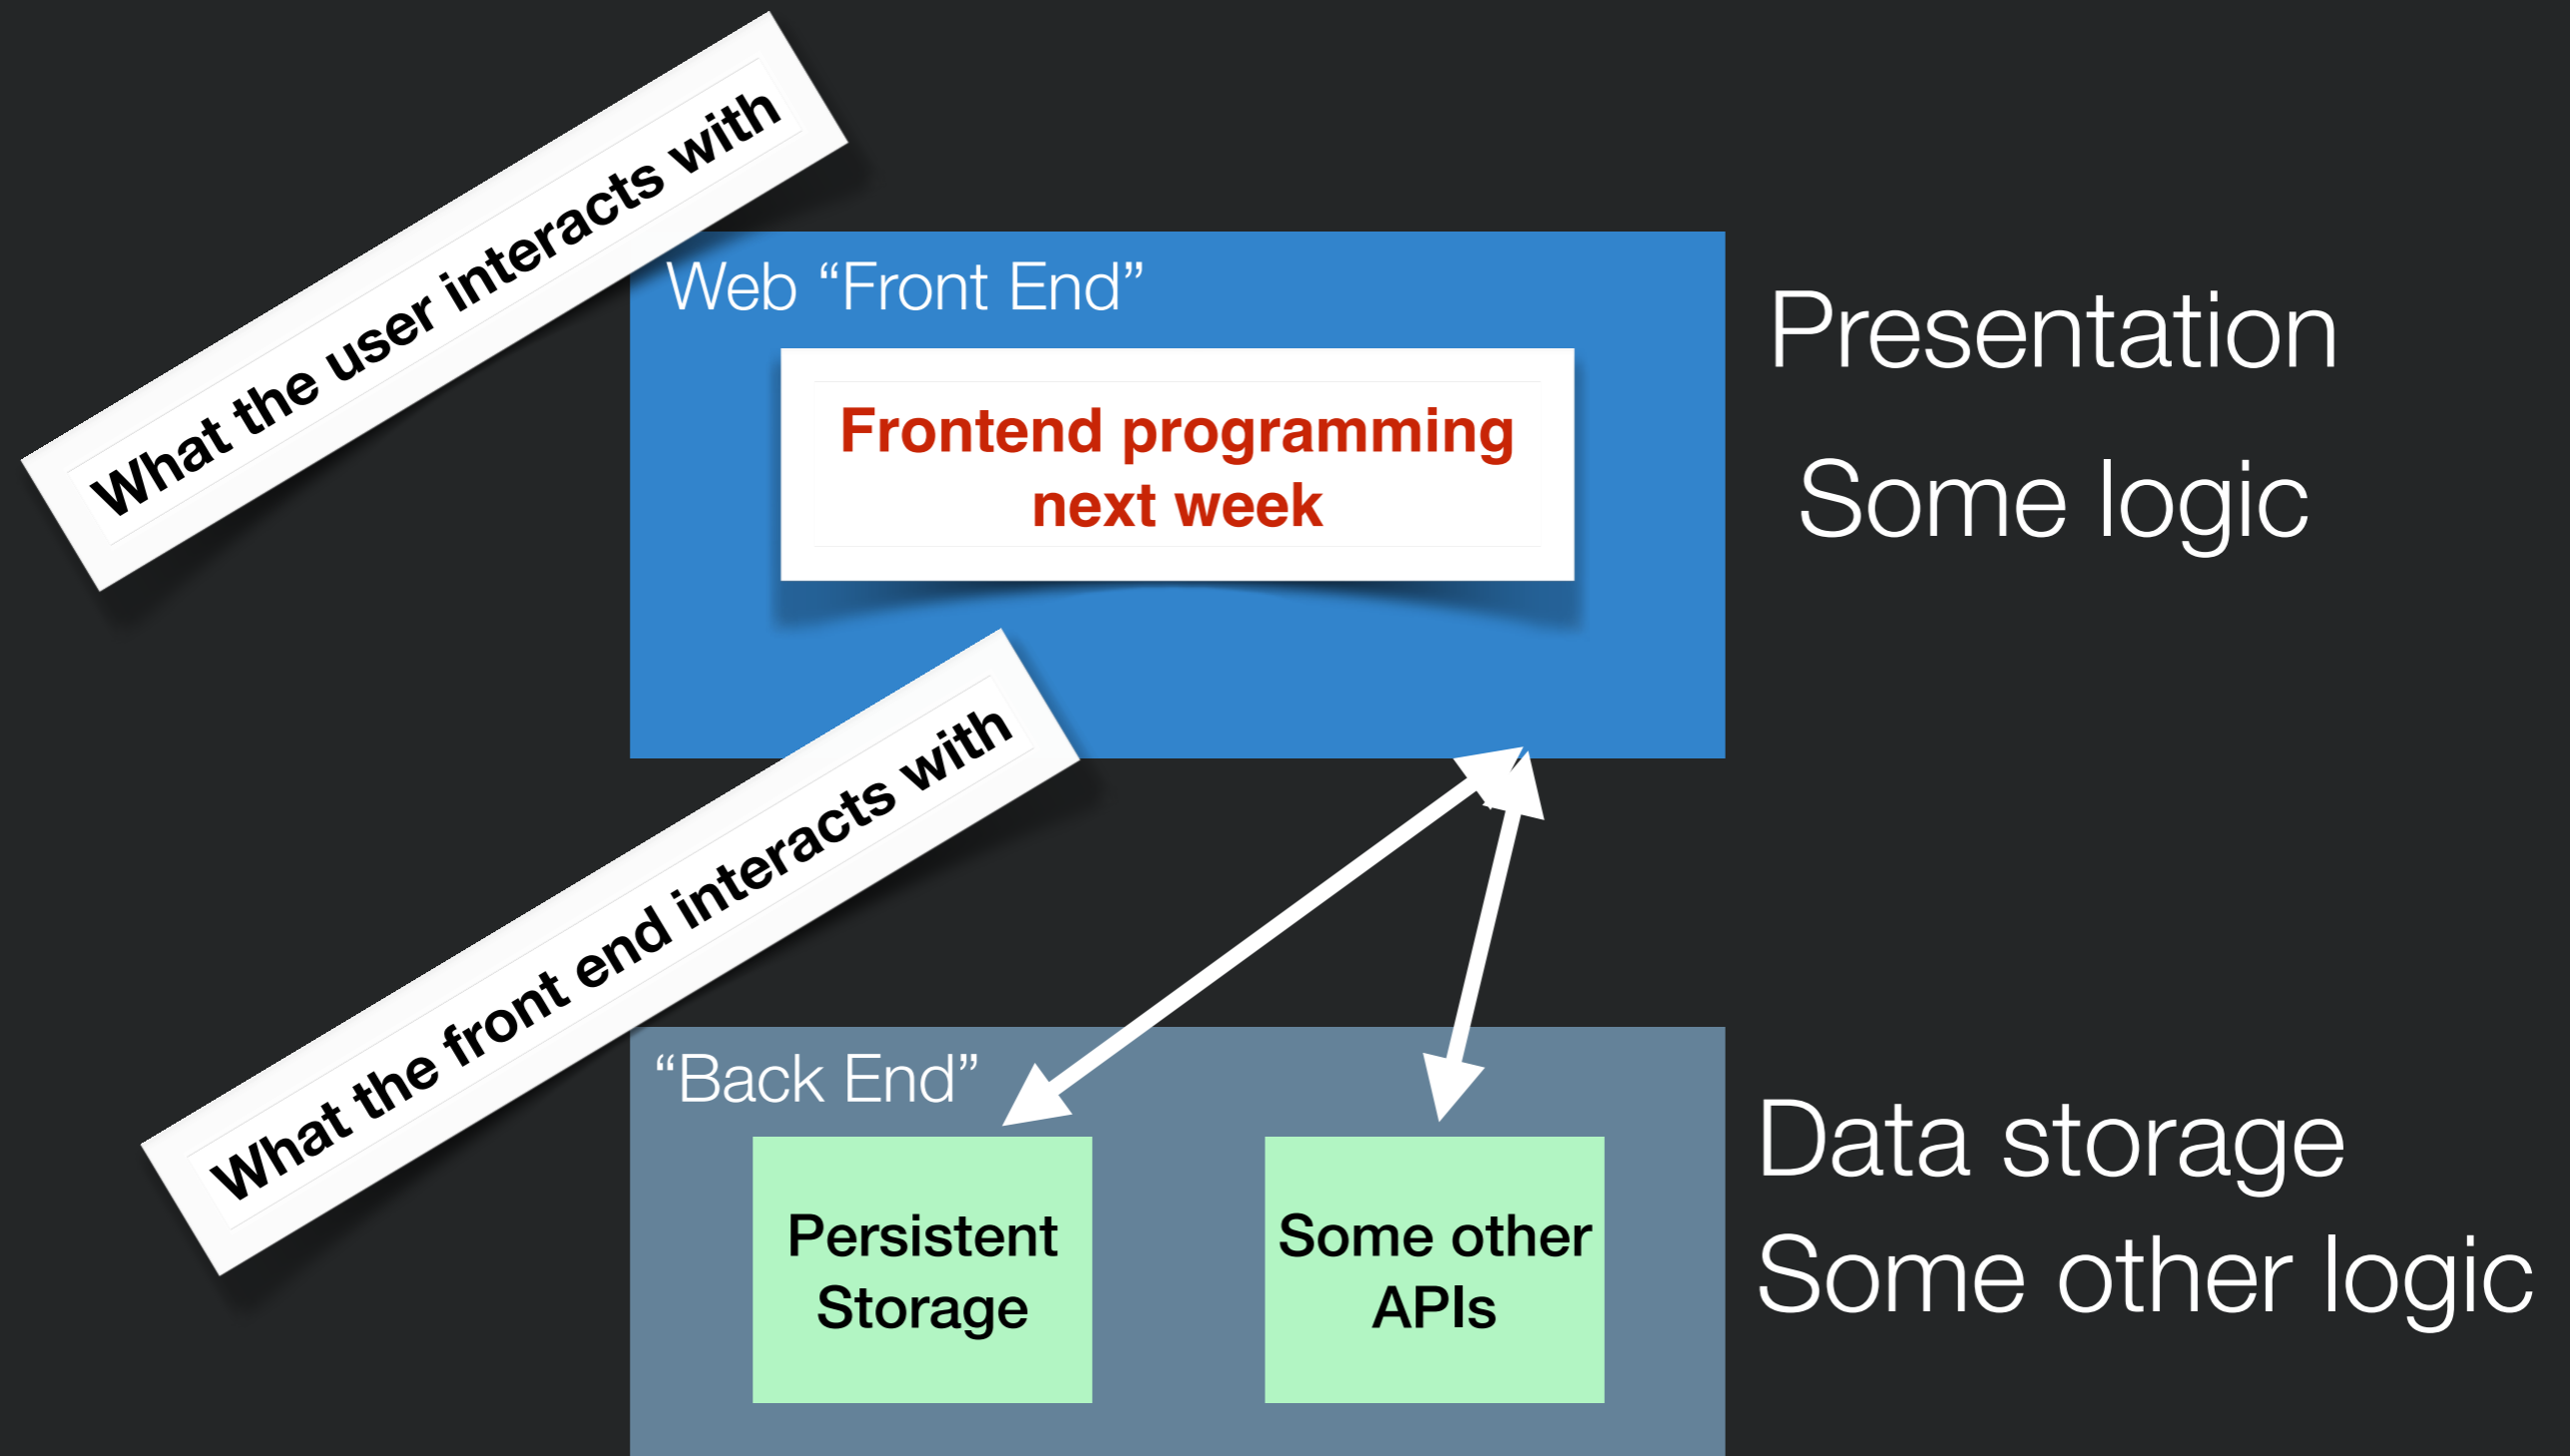 What the user interacts with
Web “Front End”
Frontend programming
next week
Presentation
Some logic
What the front end interacts with
“Back End”
Persistent
Storage
Some other
APIs
Data storage
Some other logic